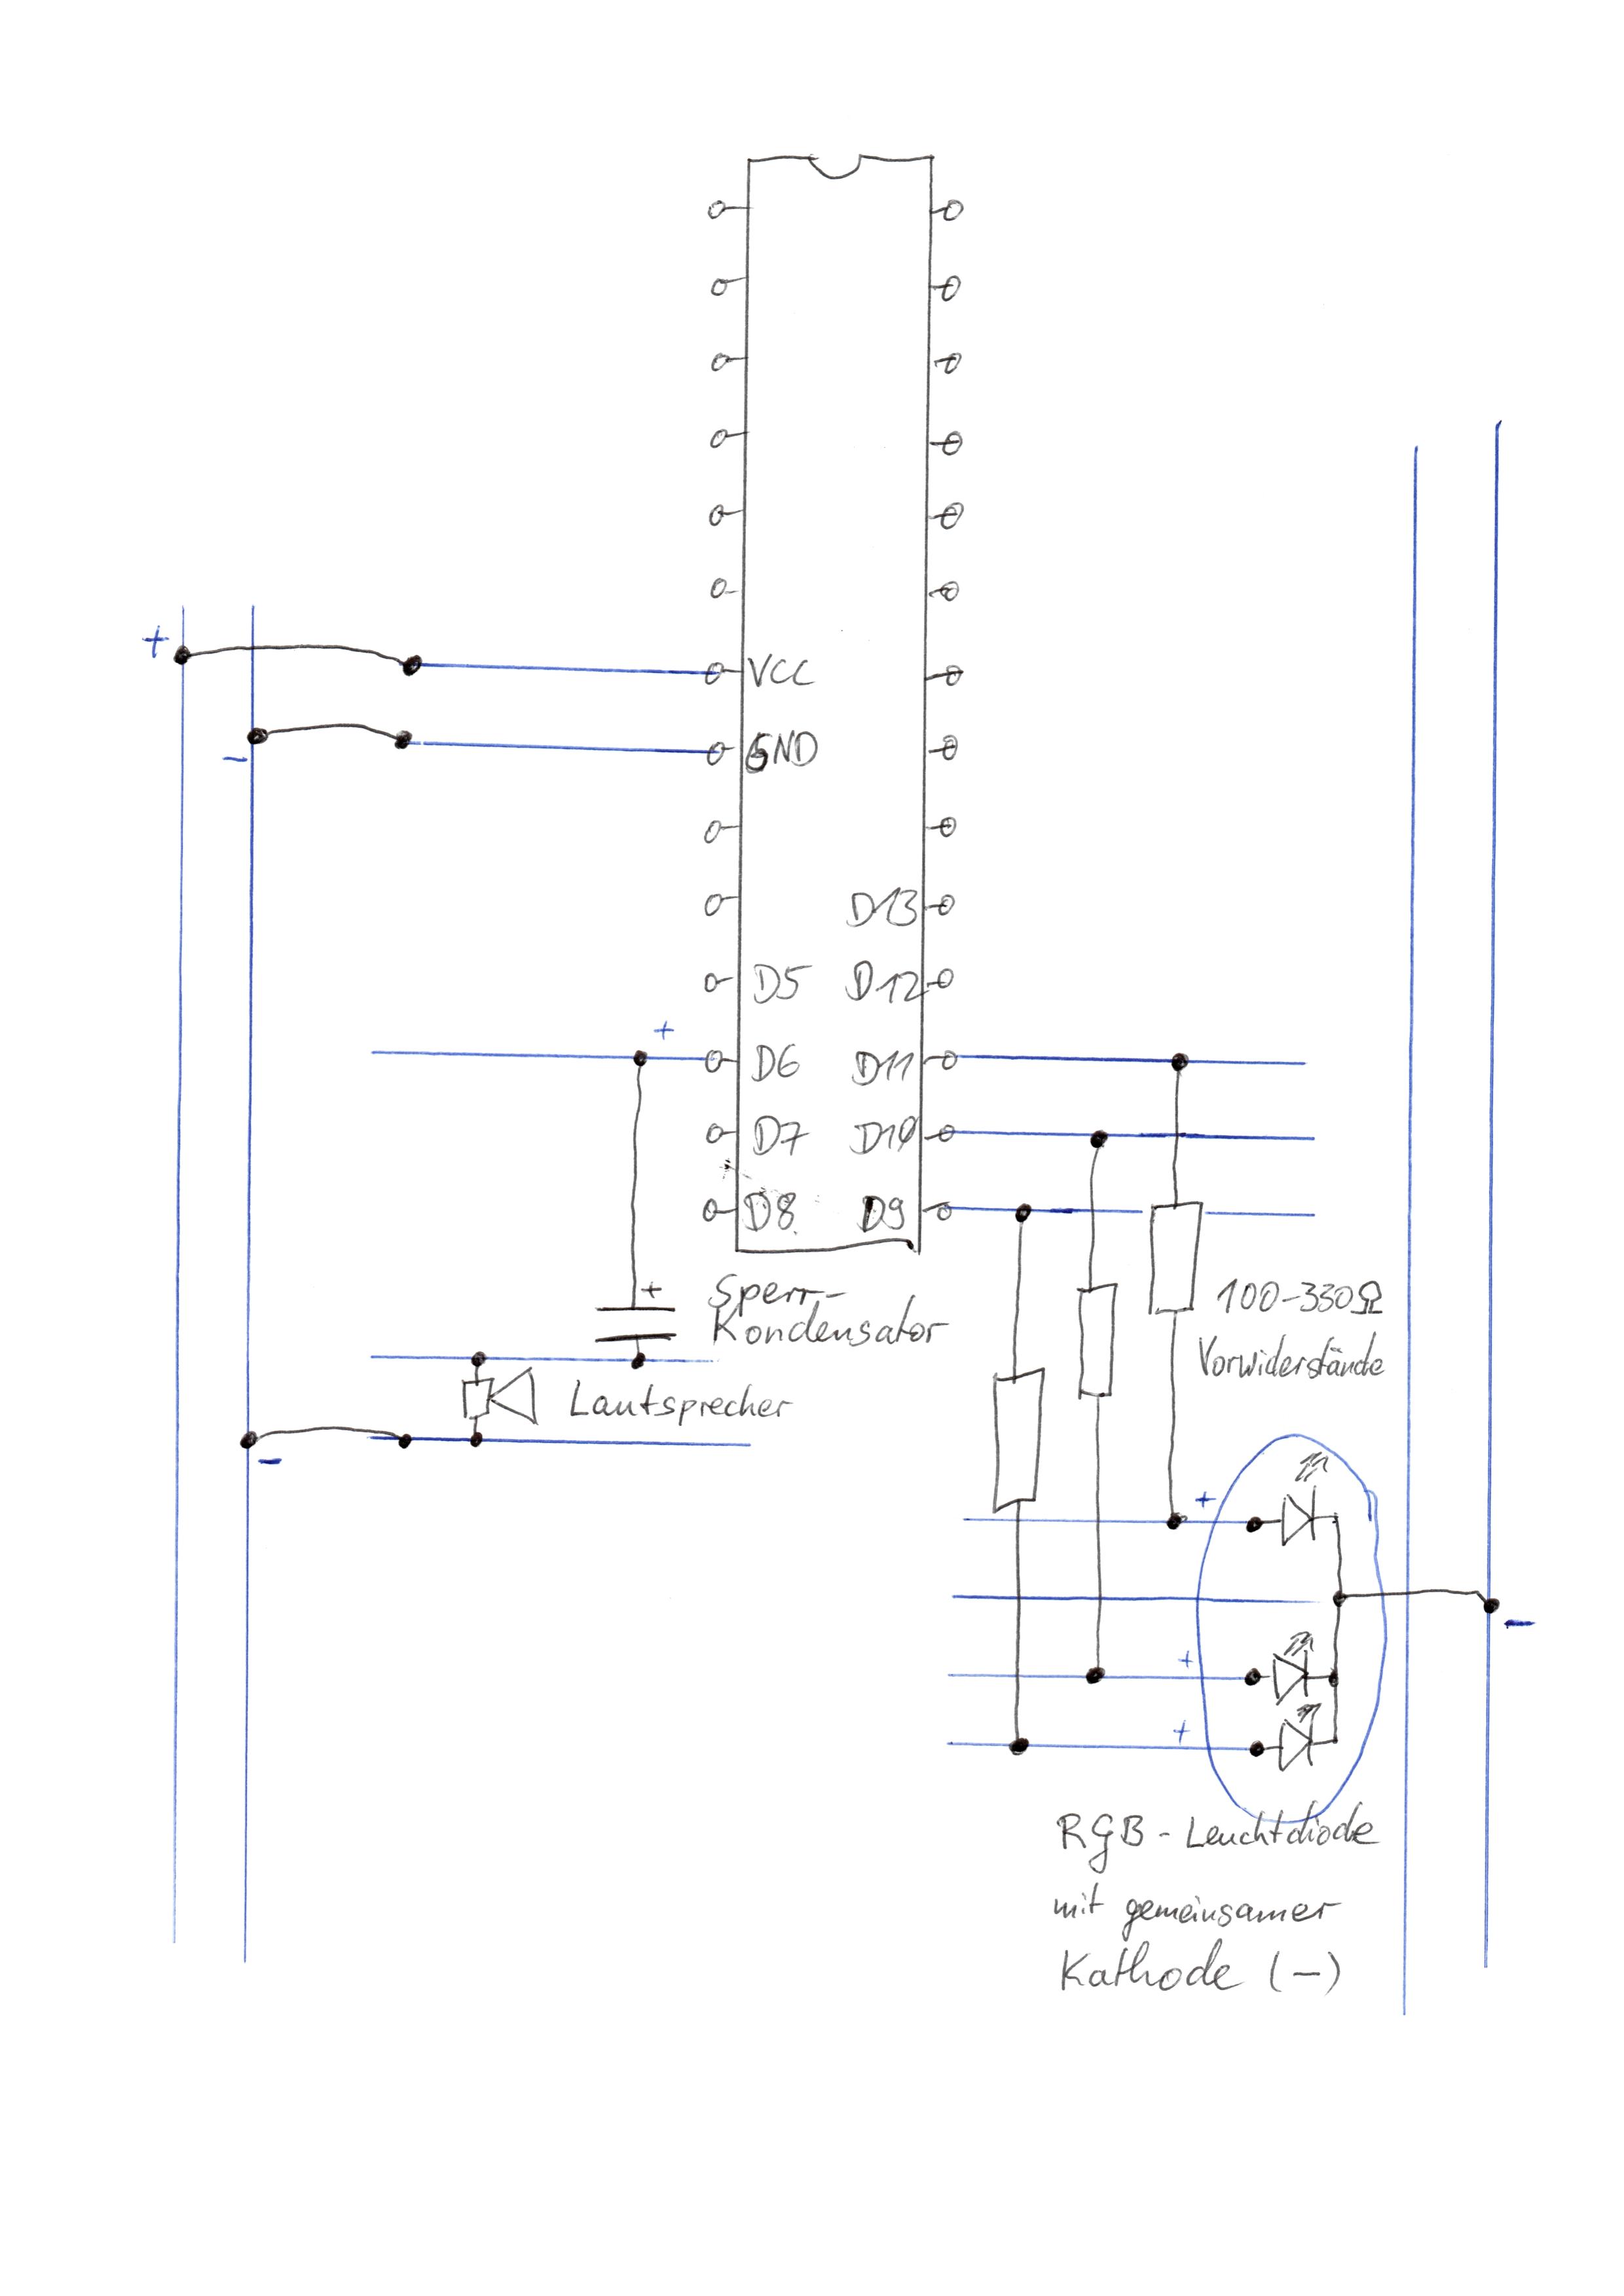 +
VCC
-
GND
D13
D5 D12
+
D6 D11
D7 D10
D8 D9
+
Sperr-
Kondensator
100-330Ω
Vorwiderstände
Lautsprecher
-
+
-
+
+
RGB - Leuchtdiode
mit gemeinsamer
Kathode (-)